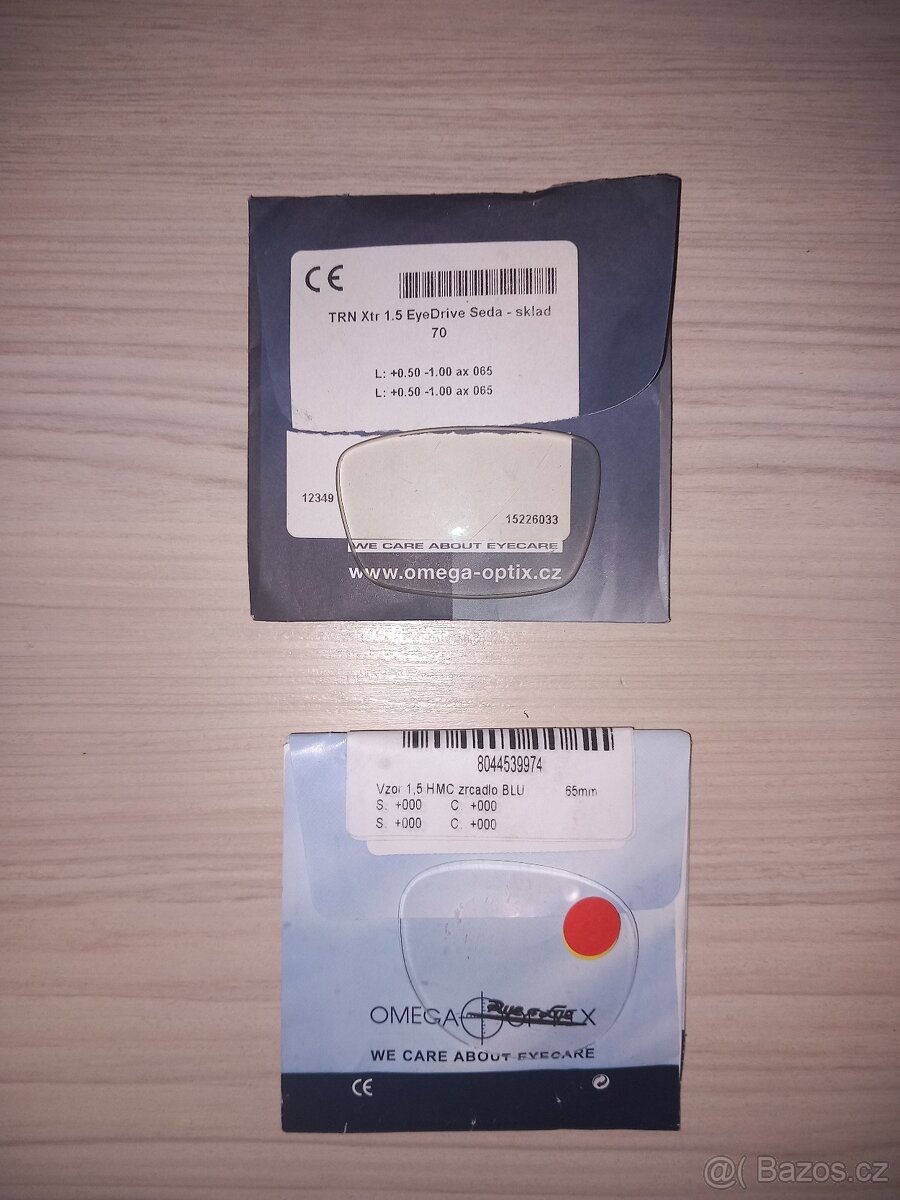 CE
TRN Xtr 1.5 EyeDrive Seda - sklad
70
L: +0.50 -1.00 ax 065
L: +0.50 -1.00 ax 065
12349
15226033
WE CARE ABOUT EYECARE
www.omega-optix.cz
8044539974
Vzor 1,5 HMC zrcadlo BLU 65mm
S. +000 C. +000
S. +000 C. +000
OMEGA OPTIX
WE CARE ABOUT EYECARE
CE
@( Bazos.cz